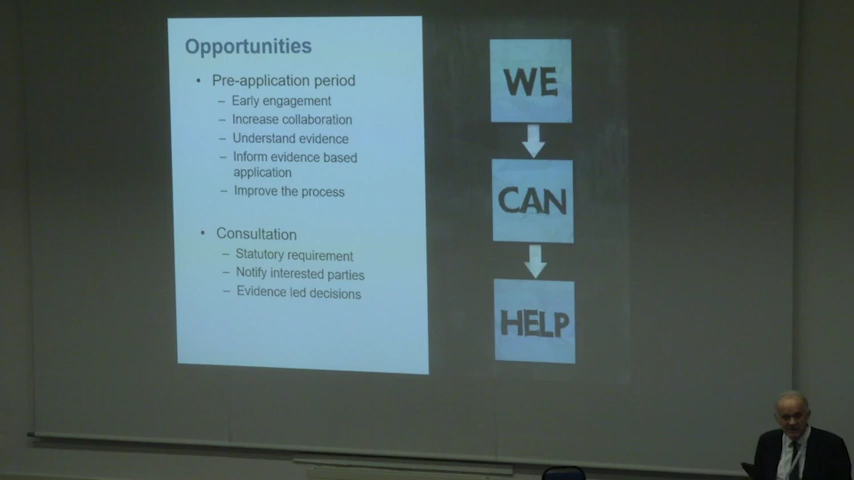 Opportunities
• Pre-application period
– Early engagement
– Increase collaboration
– Understand evidence
– Inform evidence based
application
– Improve the process
• Consultation
– Statutory requirement
– Notify interested parties
– Evidence led decisions
WE
CAN
HELP